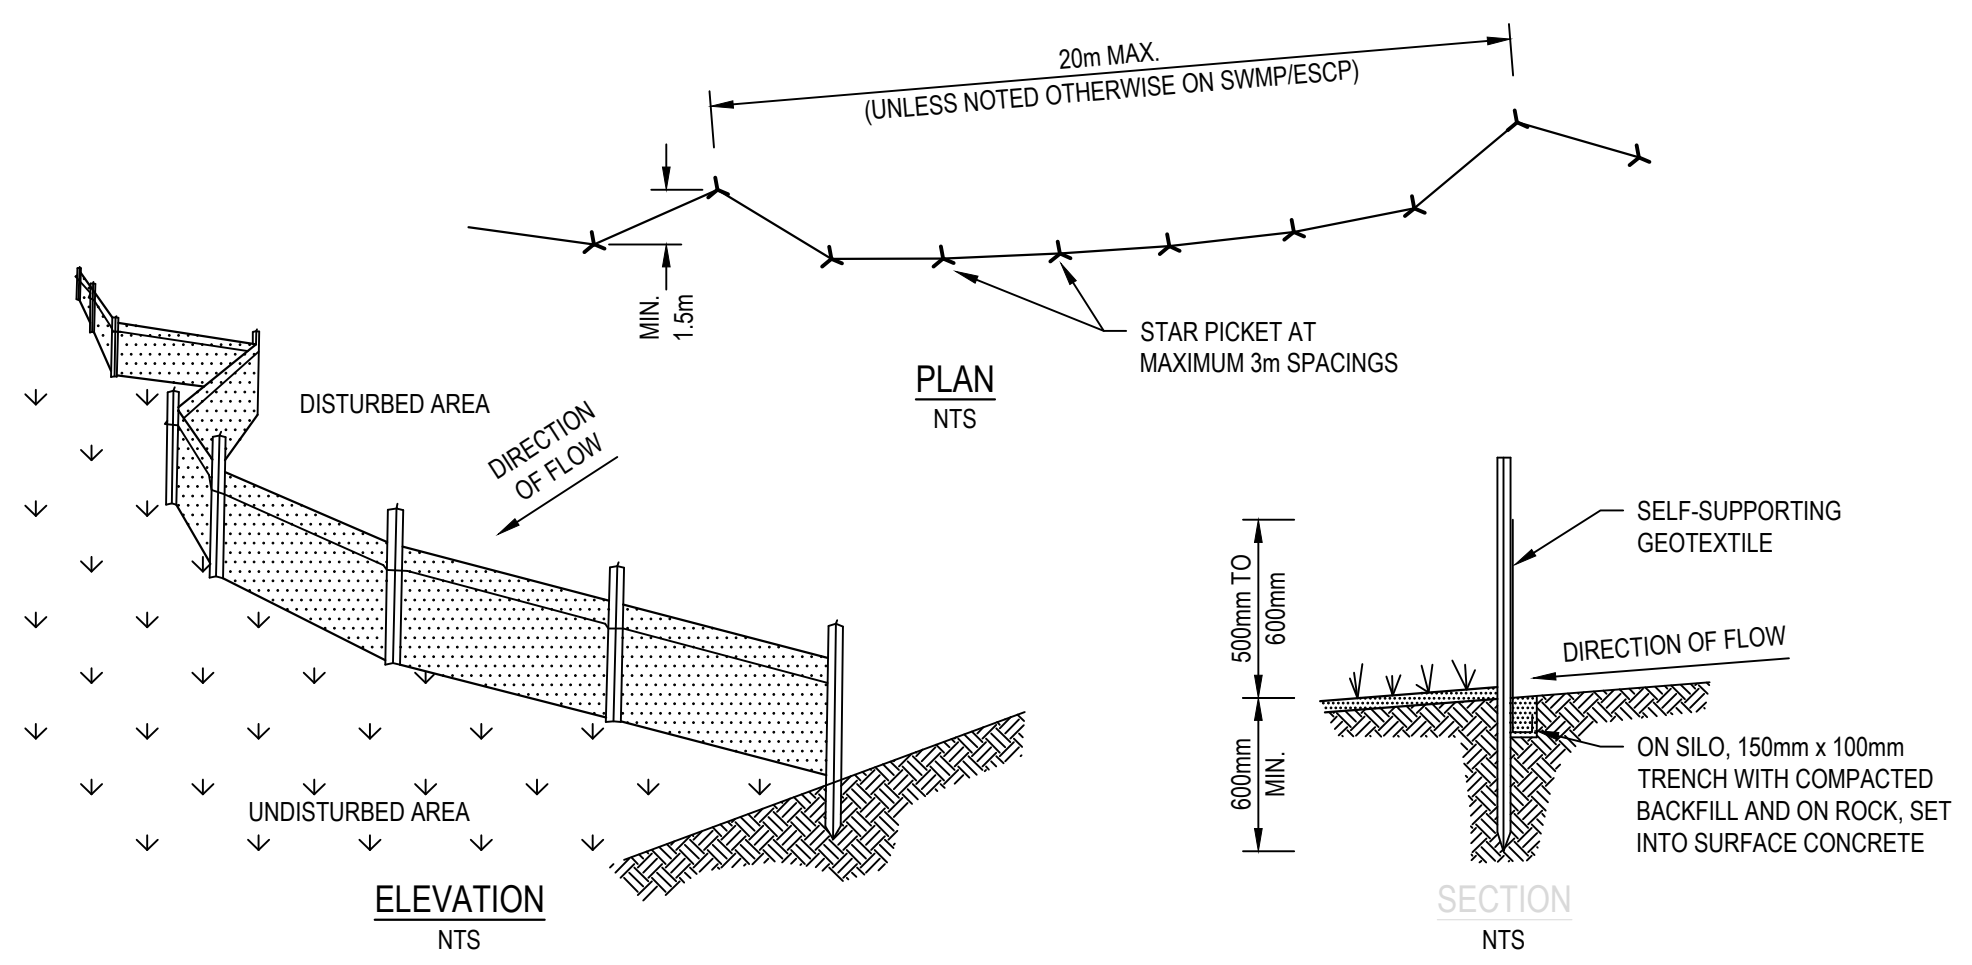 20m MAX.
(UNLESS NOTED OTHERWISE ON SWMP/ESCP)
MIN.
1.5m
STAR PICKET AT
MAXIMUM 3m SPACINGS
PLAN
NTS
DISTURBED AREA
DIRECTION
OF FLOW
UNDISTURBED AREA
ELEVATION
NTS
500mm TO
600mm
600mm
MIN.
SELF-SUPPORTING
GEOTEXTILE
DIRECTION OF FLOW
ON SILO, 150mm x 100mm
TRENCH WITH COMPACTED
BACKFILL AND ON ROCK, SET
INTO SURFACE CONCRETE
SECTION
NTS